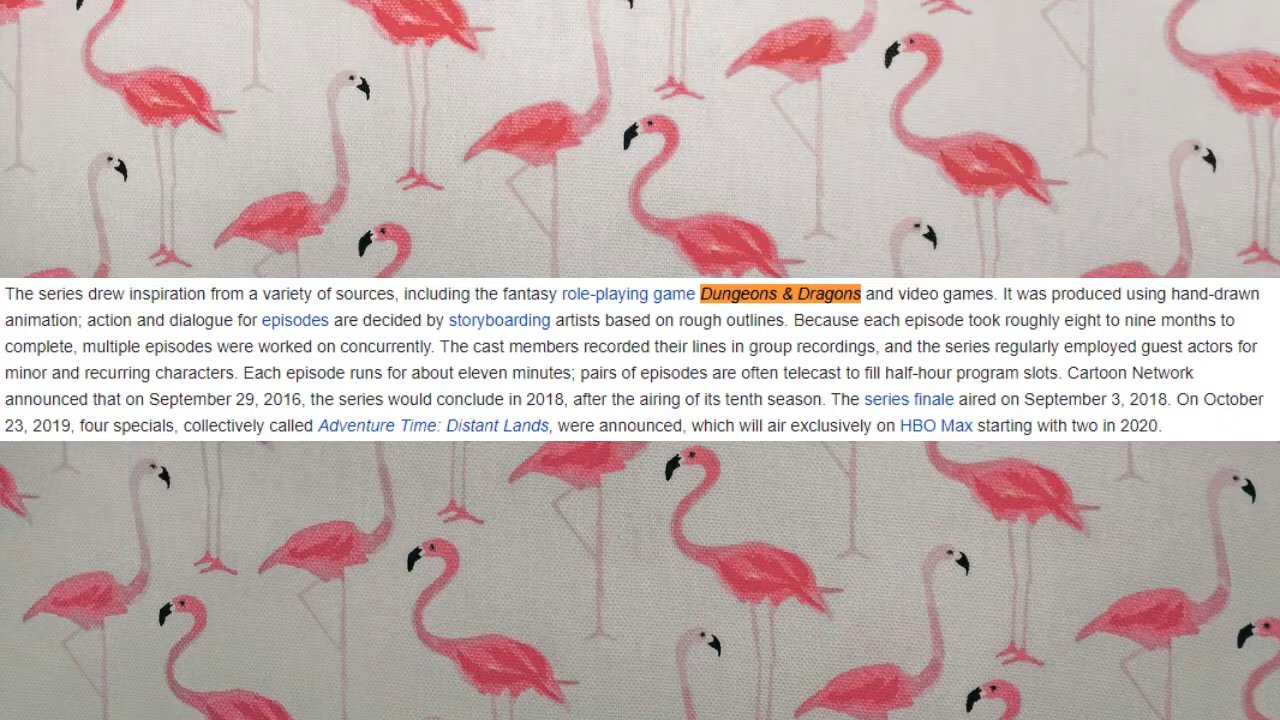 The series drew inspiration from a variety of sources, including the fantasy role-playing game Dungeons & Dragons and video games. It was produced using hand-drawn
animation; action and dialogue for episodes are decided by storyboarding artists based on rough outlines. Because each episode took roughly eight to nine months to
complete, multiple episodes were worked on concurrently. The cast members recorded their lines in group recordings, and the series regularly employed guest actors for
minor and recurring characters. Each episode runs for about eleven minutes; pairs of episodes are often telecast to fill half-hour program slots. Cartoon Network
announced that on September 29, 2016, the series would conclude in 2018, after the airing of its tenth season. The series finale aired on September 3, 2018. On October
23, 2019, four specials, collectively called Adventure Time: Distant Lands, were announced, which will air exclusively on HBO Max starting with two in 2020.